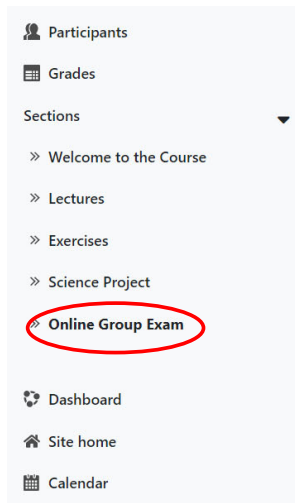 Participants
Grades
Sections
» Welcome to the Course
» Lectures
» Exercises
» Science Project
» Online Group Exam
Dashboard
Site home
Calendar